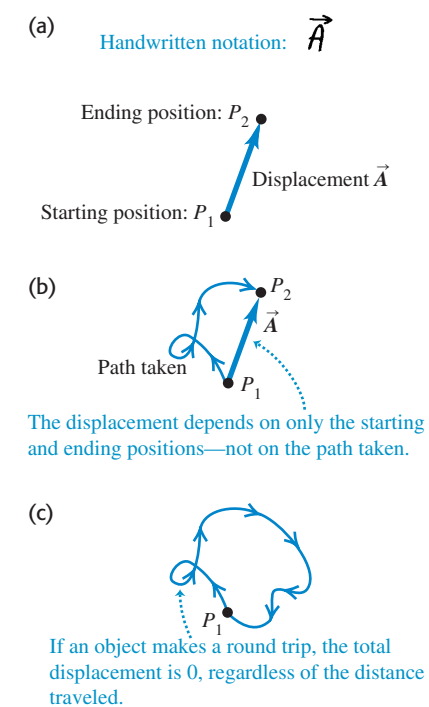 (a)
Handwritten notation: A⃗
Ending position: P₂
Displacement A⃗
Starting position: P₁
(b)
P₂
A⃗
Path taken
P₁
The displacement depends on only the starting
and ending positions—not on the path taken.
(c)
P₁
If an object makes a round trip, the total
displacement is 0, regardless of the distance
traveled.